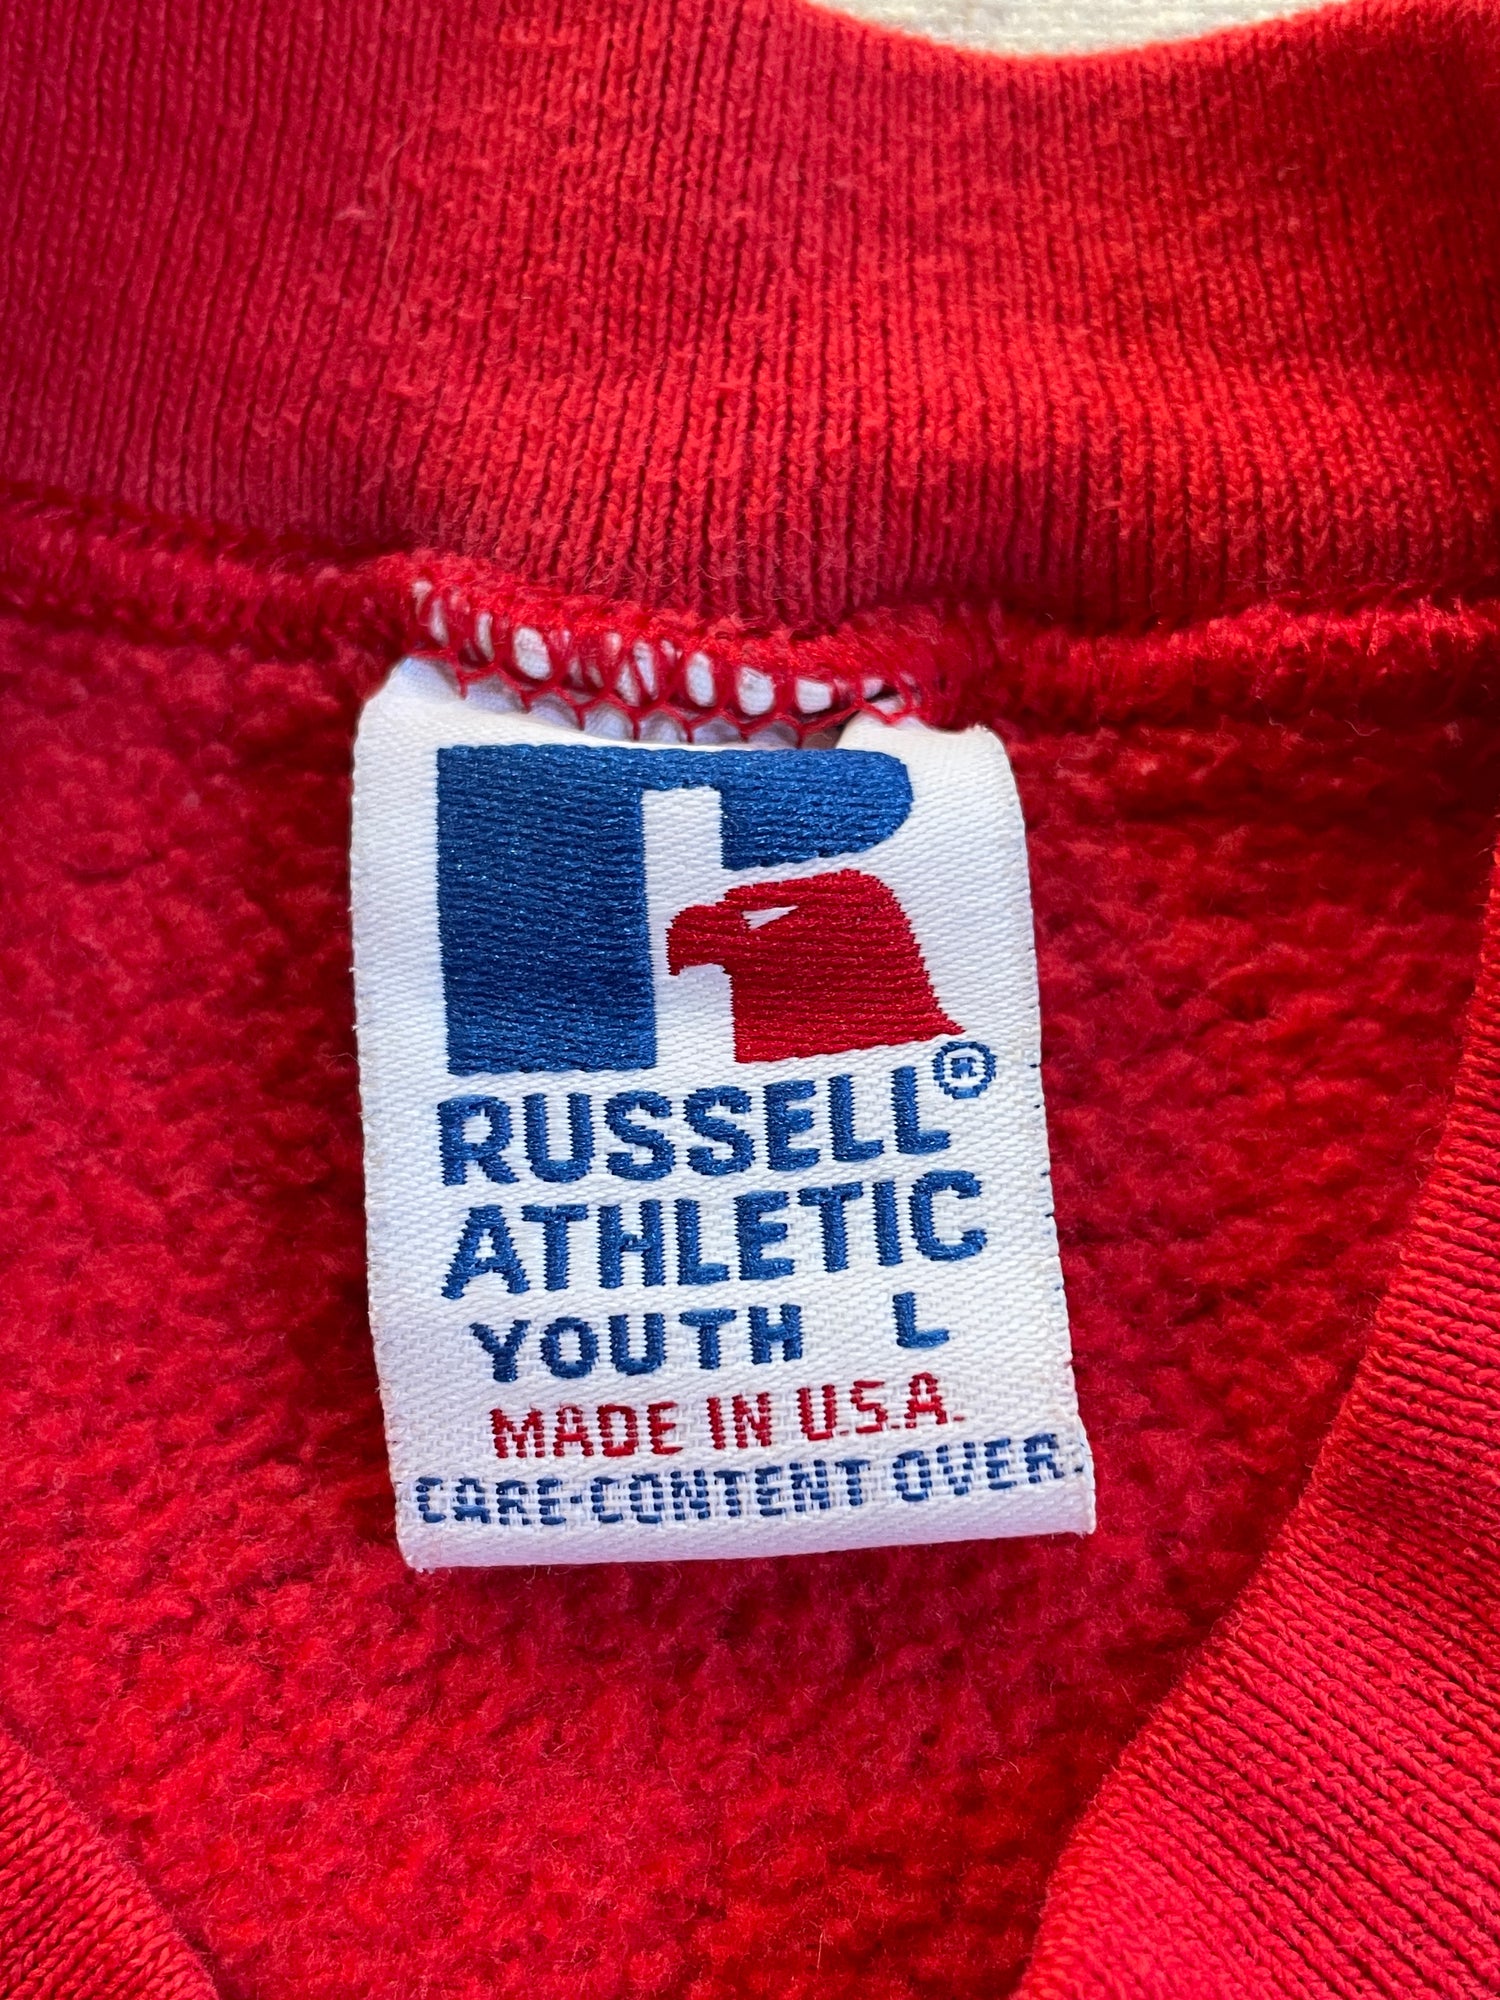 R
RUSSELL®
ATHLETIC
YOUTH L
MADE IN U.S.A.
CARE-CONTENT OVER.